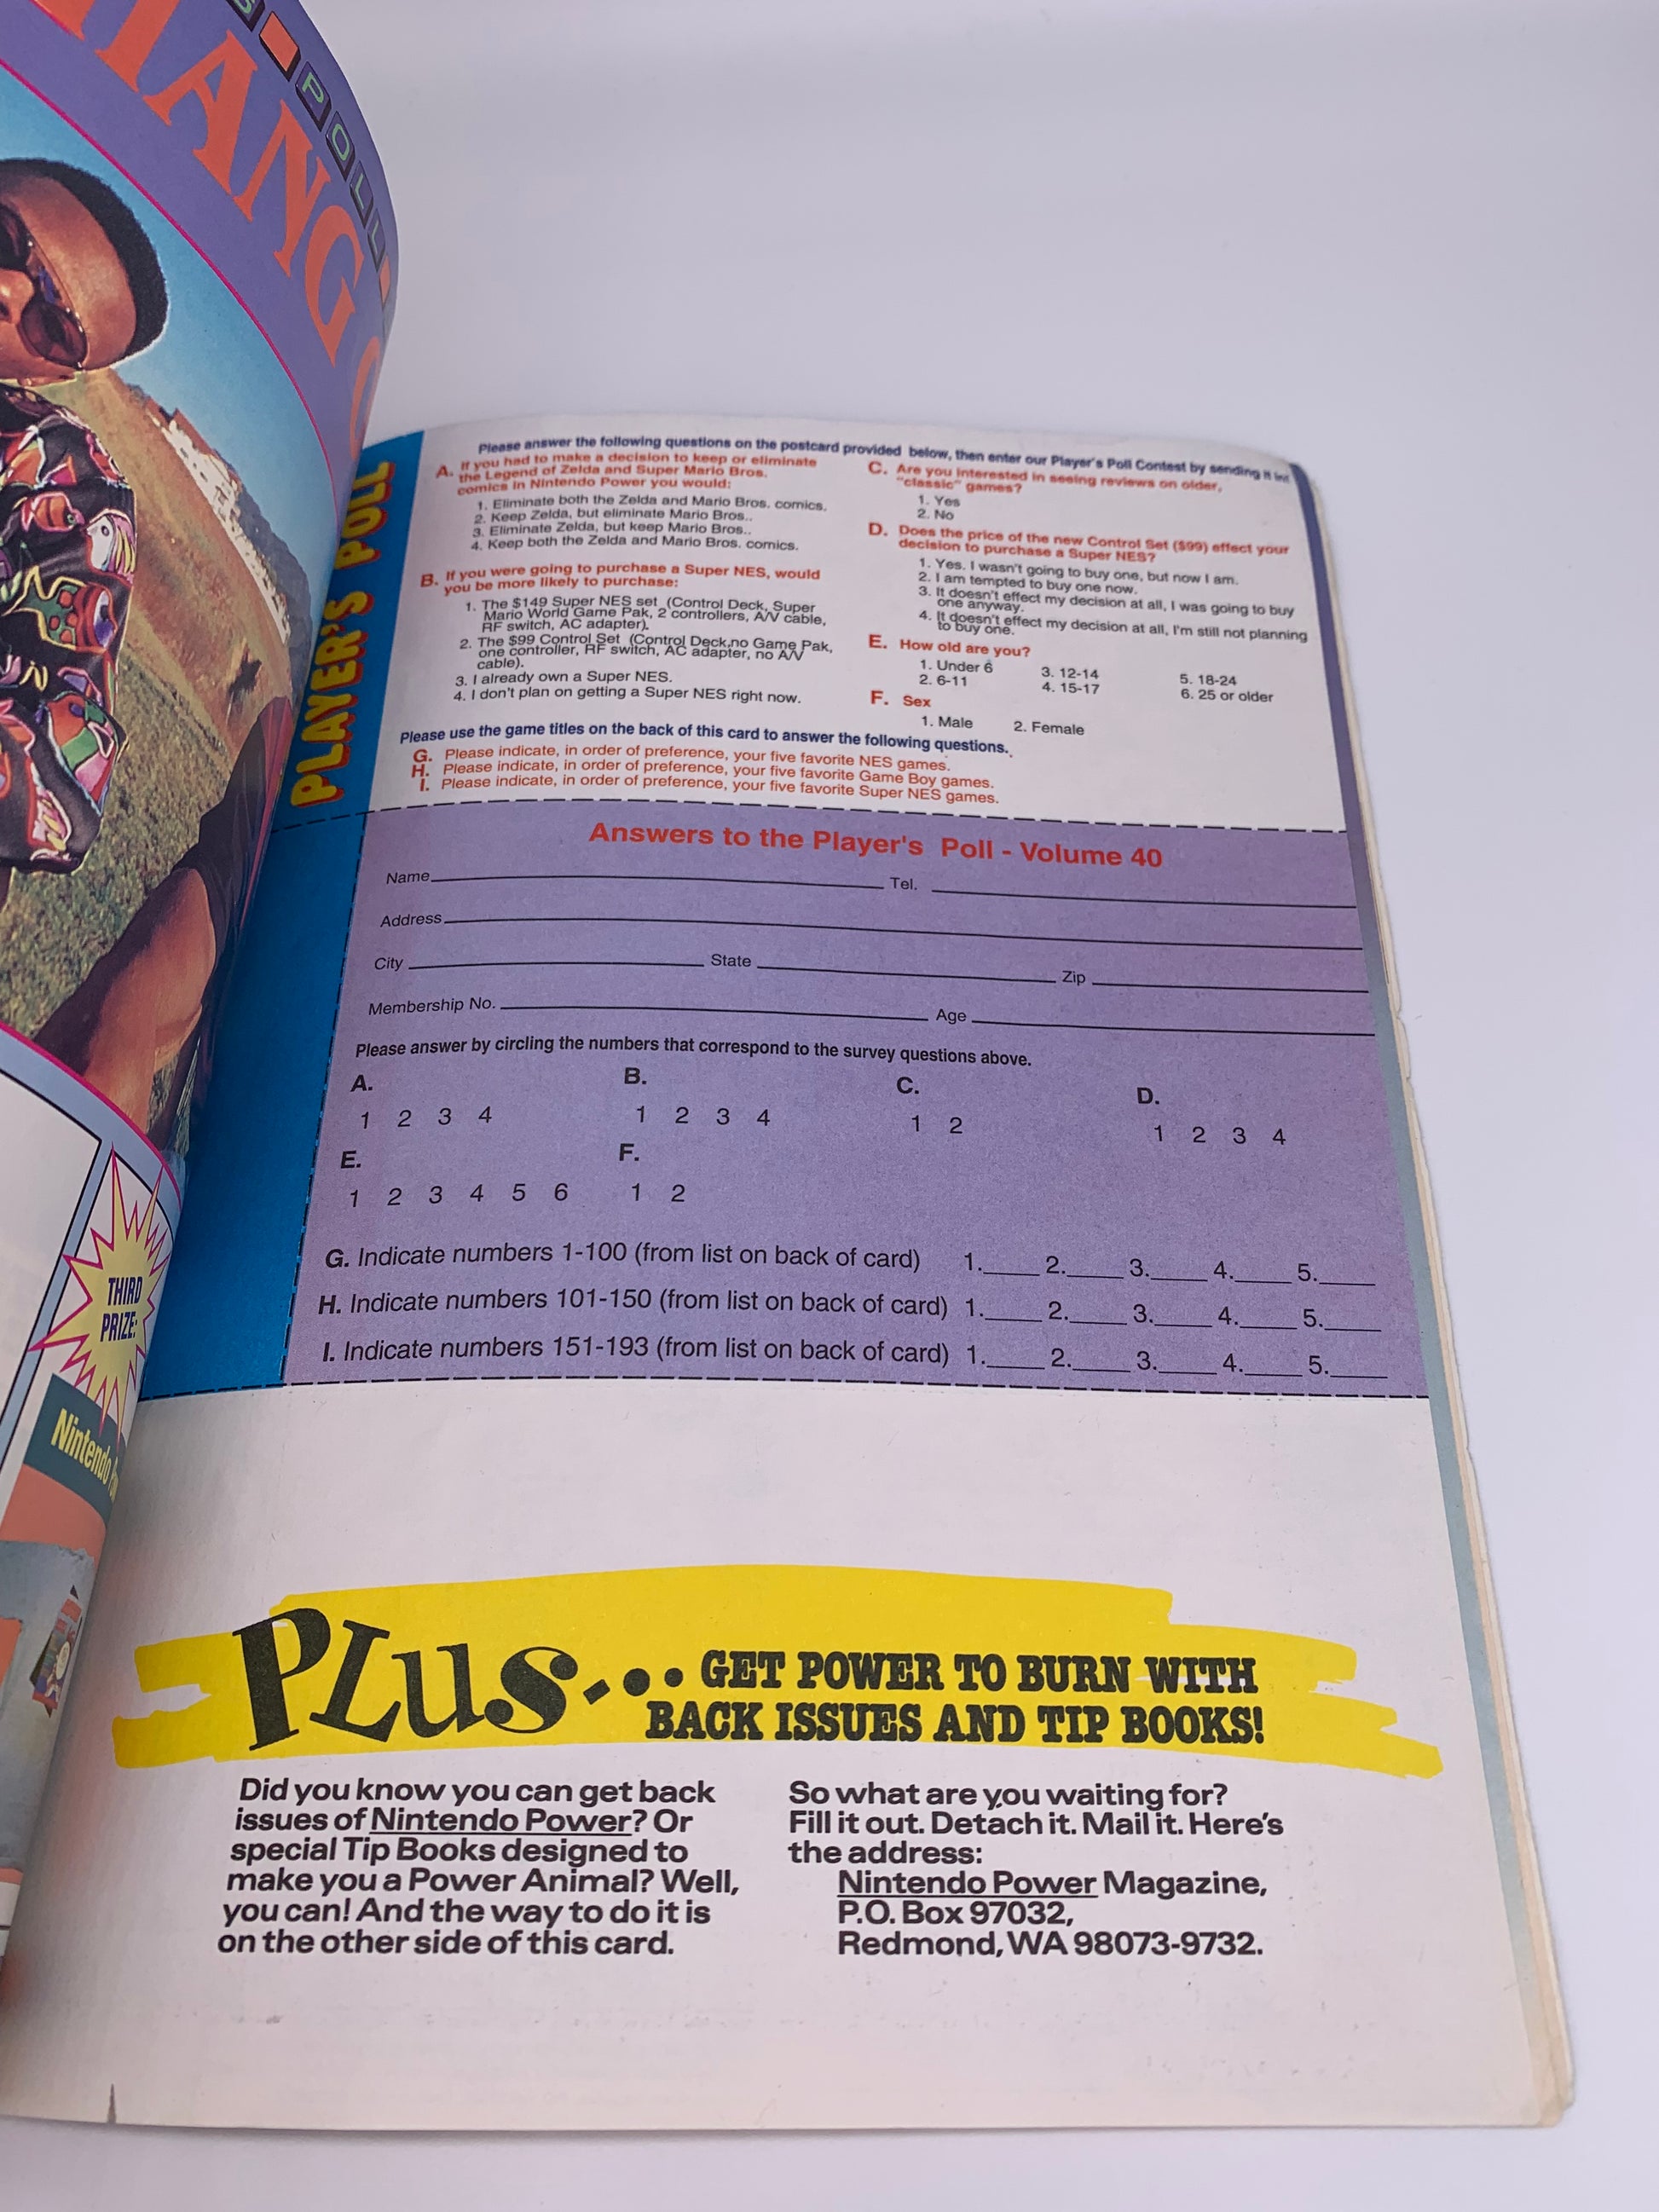 POLL
HANG
THIRD
PRIZE:
Nintendo
PLAYER'S POLL
Please answer the following questions on the postcard provided below, then enter our Player's Poll Contest by sending it in!
A. If you had to make a decision to keep or eliminate
the Legend of Zelda and Super Mario Bros.
comics in Nintendo Power you would:
1. Eliminate both the Zelda and Mario Bros. comics.
2. Keep Zelda, but eliminate Mario Bros..
3. Eliminate Zelda, but keep Mario Bros..
4. Keep both the Zelda and Mario Bros. comics.
B. If you were going to purchase a Super NES, would
you be more likely to purchase:
1. The $149 Super NES set (Control Deck, Super
Mario World Game Pak, 2 controllers, A/V cable,
RF switch, AC adapter).
2. The $99 Control Set (Control Deck,no Game Pak,
one controller, RF switch, AC adapter, no A/V
cable).
3. I already own a Super NES.
4. I don't plan on getting a Super NES right now.
C. Are you interested in seeing reviews on older,
"classic" games?
1. Yes
2. No
D. Does the price of the new Control Set ($99) effect your
decision to purchase a Super NES?
1. Yes. I wasn't going to buy one, but now I am.
2. I am tempted to buy one now.
3. It doesn't effect my decision at all, I was going to buy
one anyway.
4. It doesn't effect my decision at all, I'm still not planning
to buy one.
E. How old are you?
1. Under 6 3. 12-14 5. 18-24
2. 6-11 4. 15-17 6. 25 or older
F. Sex
1. Male 2. Female
Please use the game titles on the back of this card to answer the following questions.
G. Please indicate, in order of preference, your five favorite NES games.
H. Please indicate, in order of preference, your five favorite Game Boy games.
I. Please indicate, in order of preference, your five favorite Super NES games.
Answers to the Player's Poll - Volume 40
Name Tel.
Address
City State Zip
Membership No. Age
Please answer by circling the numbers that correspond to the survey questions above.
A. B. C. D.
1 2 3 4 1 2 3 4 1 2 1 2 3 4
E. F.
1 2 3 4 5 6 1 2
G. Indicate numbers 1-100 (from list on back of card) 1.____ 2.____ 3.____ 4.____ 5.____
H. Indicate numbers 101-150 (from list on back of card) 1.____ 2.____ 3.____ 4.____ 5.____
I. Indicate numbers 151-193 (from list on back of card) 1.____ 2.____ 3.____ 4.____ 5.____
PLus... GET POWER TO BURN WITH
BACK ISSUES AND TIP BOOKS!
Did you know you can get back
issues of Nintendo Power? Or
special Tip Books designed to
make you a Power Animal? Well,
you can! And the way to do it is
on the other side of this card.
So what are you waiting for?
Fill it out. Detach it. Mail it. Here's
the address:
Nintendo Power Magazine,
P.O. Box 97032,
Redmond, WA 98073-9732.